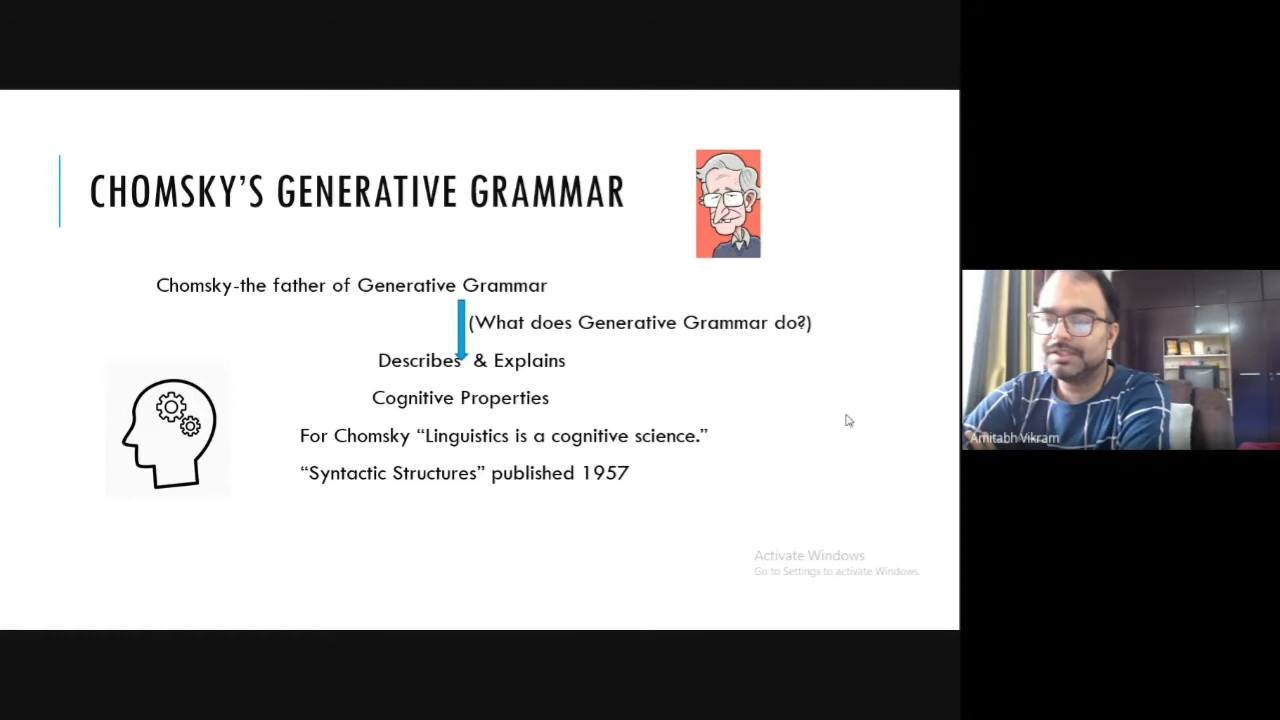 CHOMSKY'S GENERATIVE GRAMMAR
Chomsky-the father of Generative Grammar
(What does Generative Grammar do?)
Describes & Explains
Cognitive Properties
For Chomsky “Linguistics is a cognitive science.”
“Syntactic Structures” published 1957
Activate Windows
Go to Settings to activate Windows.
Amitabh Vikram